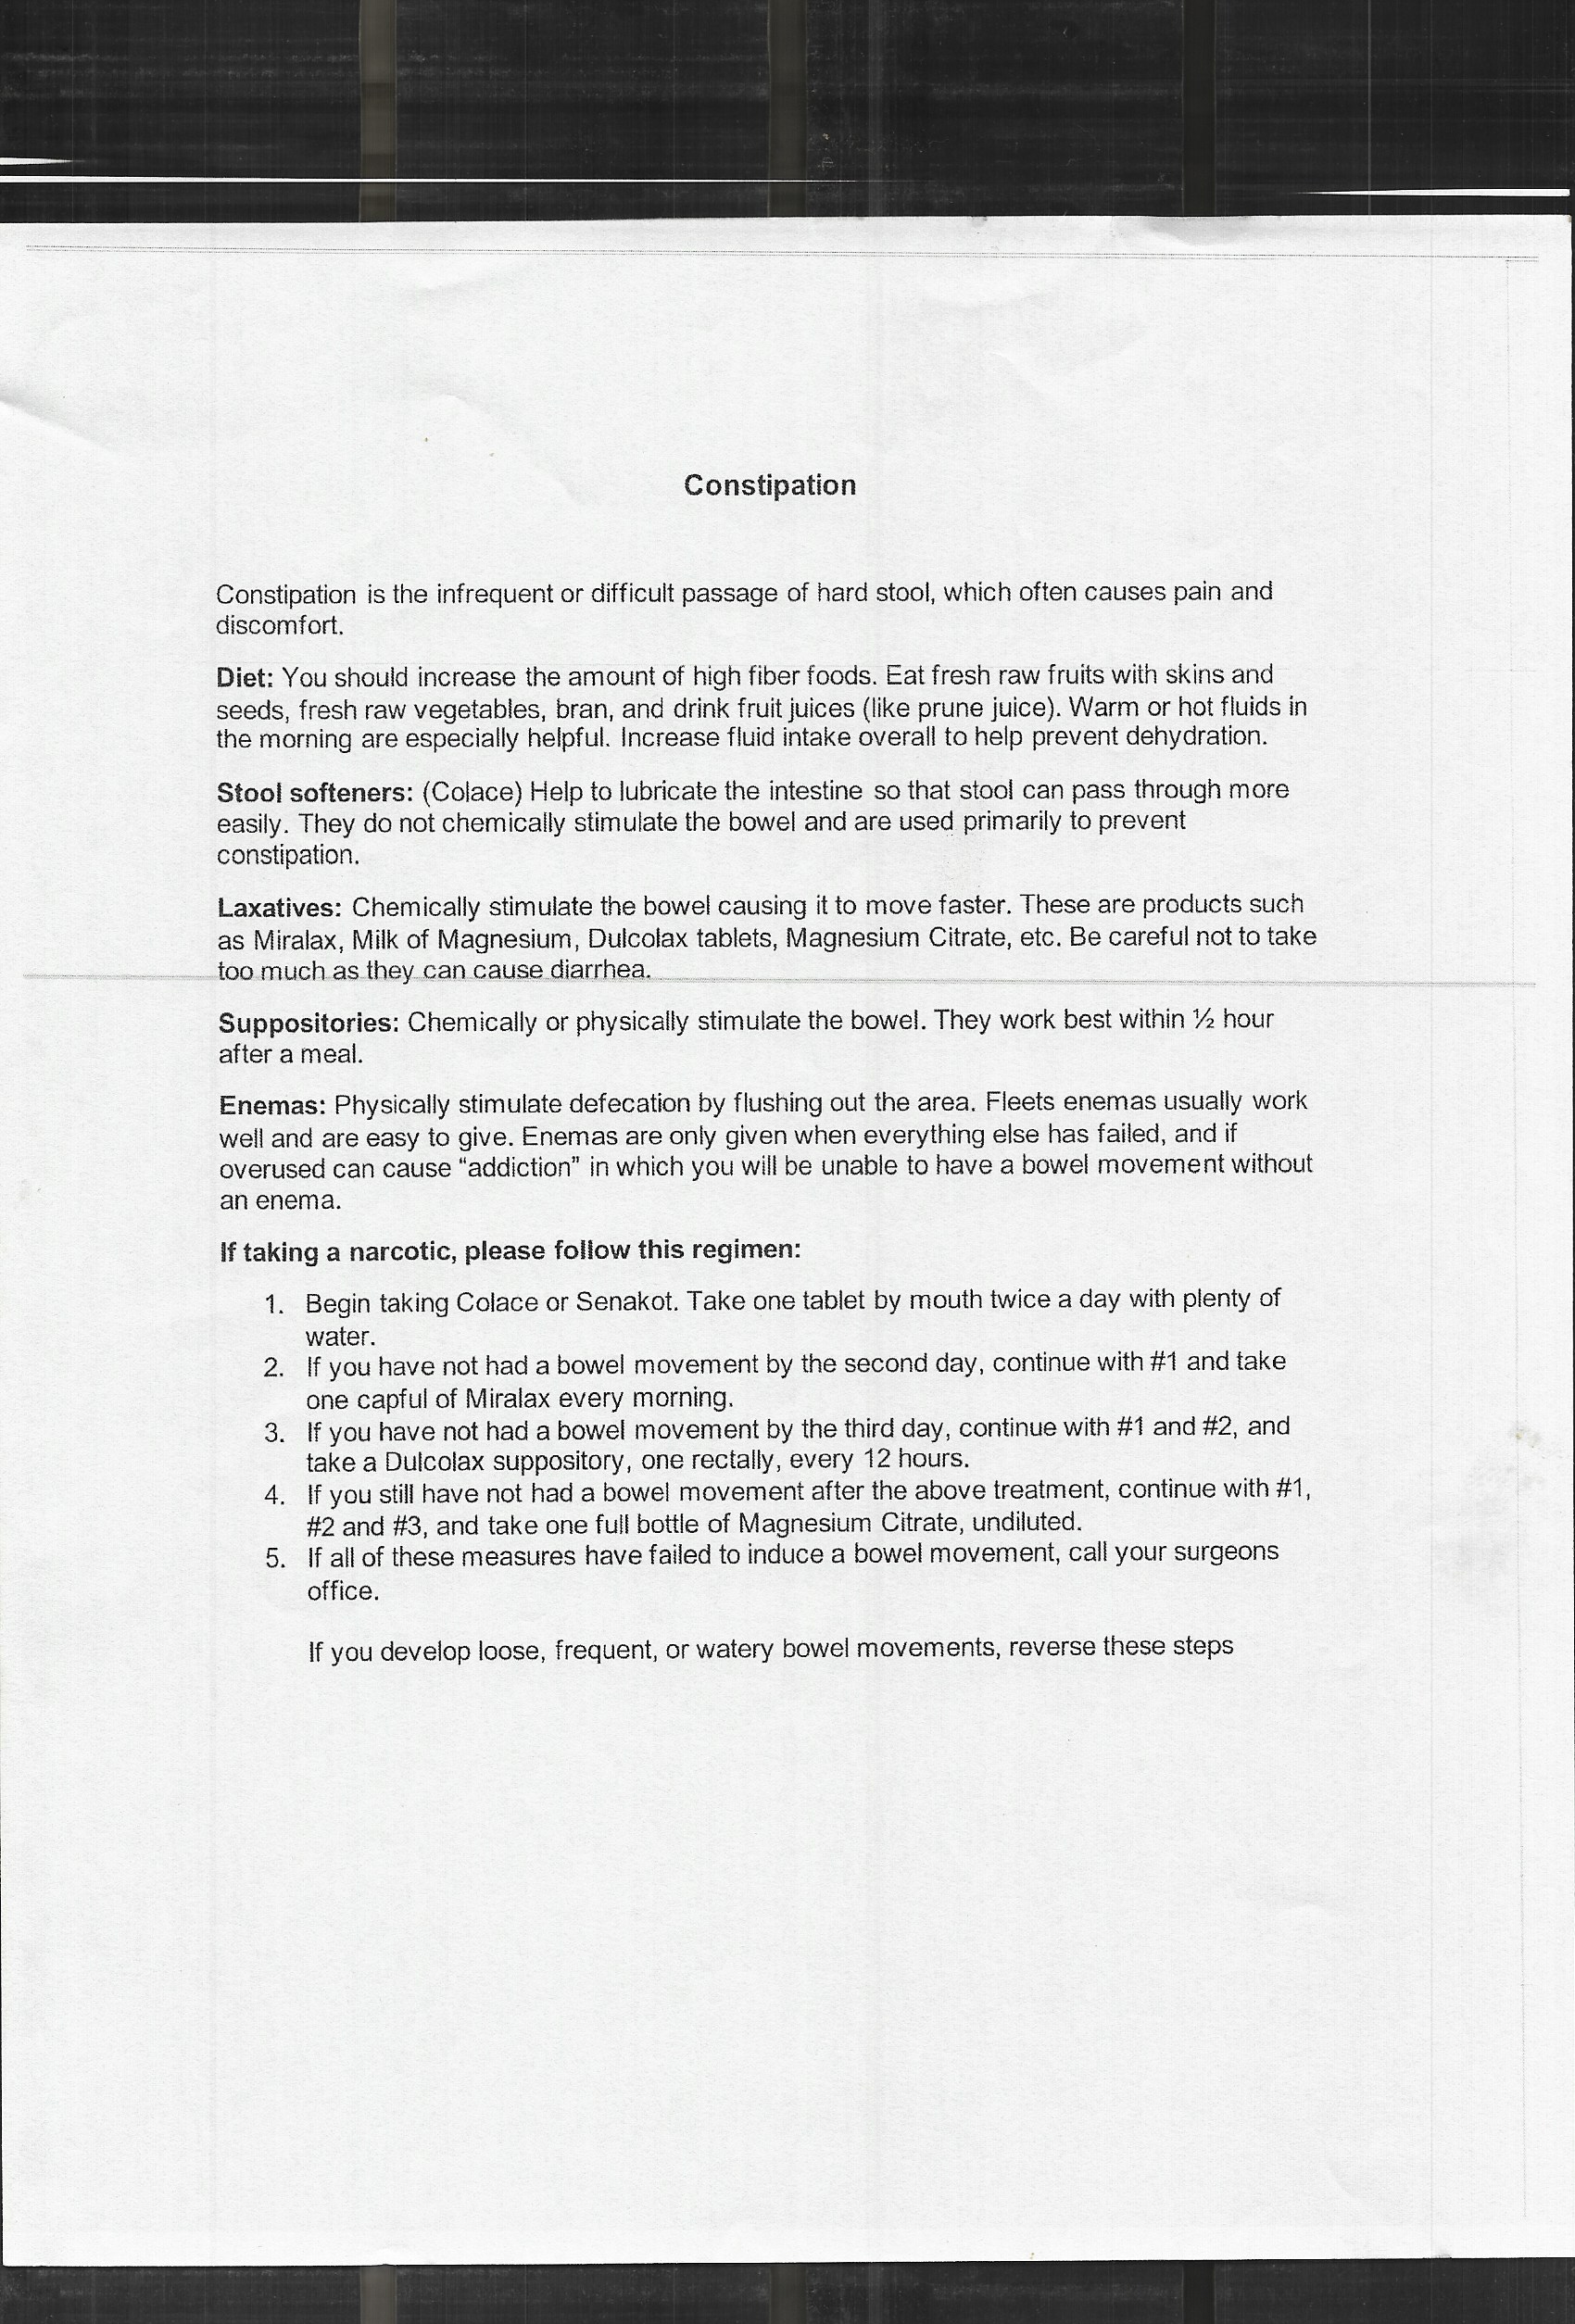 Constipation
Constipation is the infrequent or difficult passage of hard stool, which often causes pain and
discomfort.
Diet: You should increase the amount of high fiber foods. Eat fresh raw fruits with skins and
seeds, fresh raw vegetables, bran, and drink fruit juices (like prune juice). Warm or hot fluids in
the morning are especially helpful. Increase fluid intake overall to help prevent dehydration.
Stool softeners: (Colace) Help to lubricate the intestine so that stool can pass through more
easily. They do not chemically stimulate the bowel and are used primarily to prevent
constipation.
Laxatives: Chemically stimulate the bowel causing it to move faster. These are products such
as Miralax, Milk of Magnesium, Dulcolax tablets, Magnesium Citrate, etc. Be careful not to take
too much as they can cause diarrhea.
Suppositories: Chemically or physically stimulate the bowel. They work best within ½ hour
after a meal.
Enemas: Physically stimulate defecation by flushing out the area. Fleets enemas usually work
well and are easy to give. Enemas are only given when everything else has failed, and if
overused can cause “addiction” in which you will be unable to have a bowel movement without
an enema.
If taking a narcotic, please follow this regimen:
1. Begin taking Colace or Senakot. Take one tablet by mouth twice a day with plenty of
water.
2. If you have not had a bowel movement by the second day, continue with #1 and take
one capful of Miralax every morning.
3. If you have not had a bowel movement by the third day, continue with #1 and #2, and
take a Dulcolax suppository, one rectally, every 12 hours.
4. If you still have not had a bowel movement after the above treatment, continue with #1,
#2 and #3, and take one full bottle of Magnesium Citrate, undiluted.
5. If all of these measures have failed to induce a bowel movement, call your surgeons
office.
If you develop loose, frequent, or watery bowel movements, reverse these steps